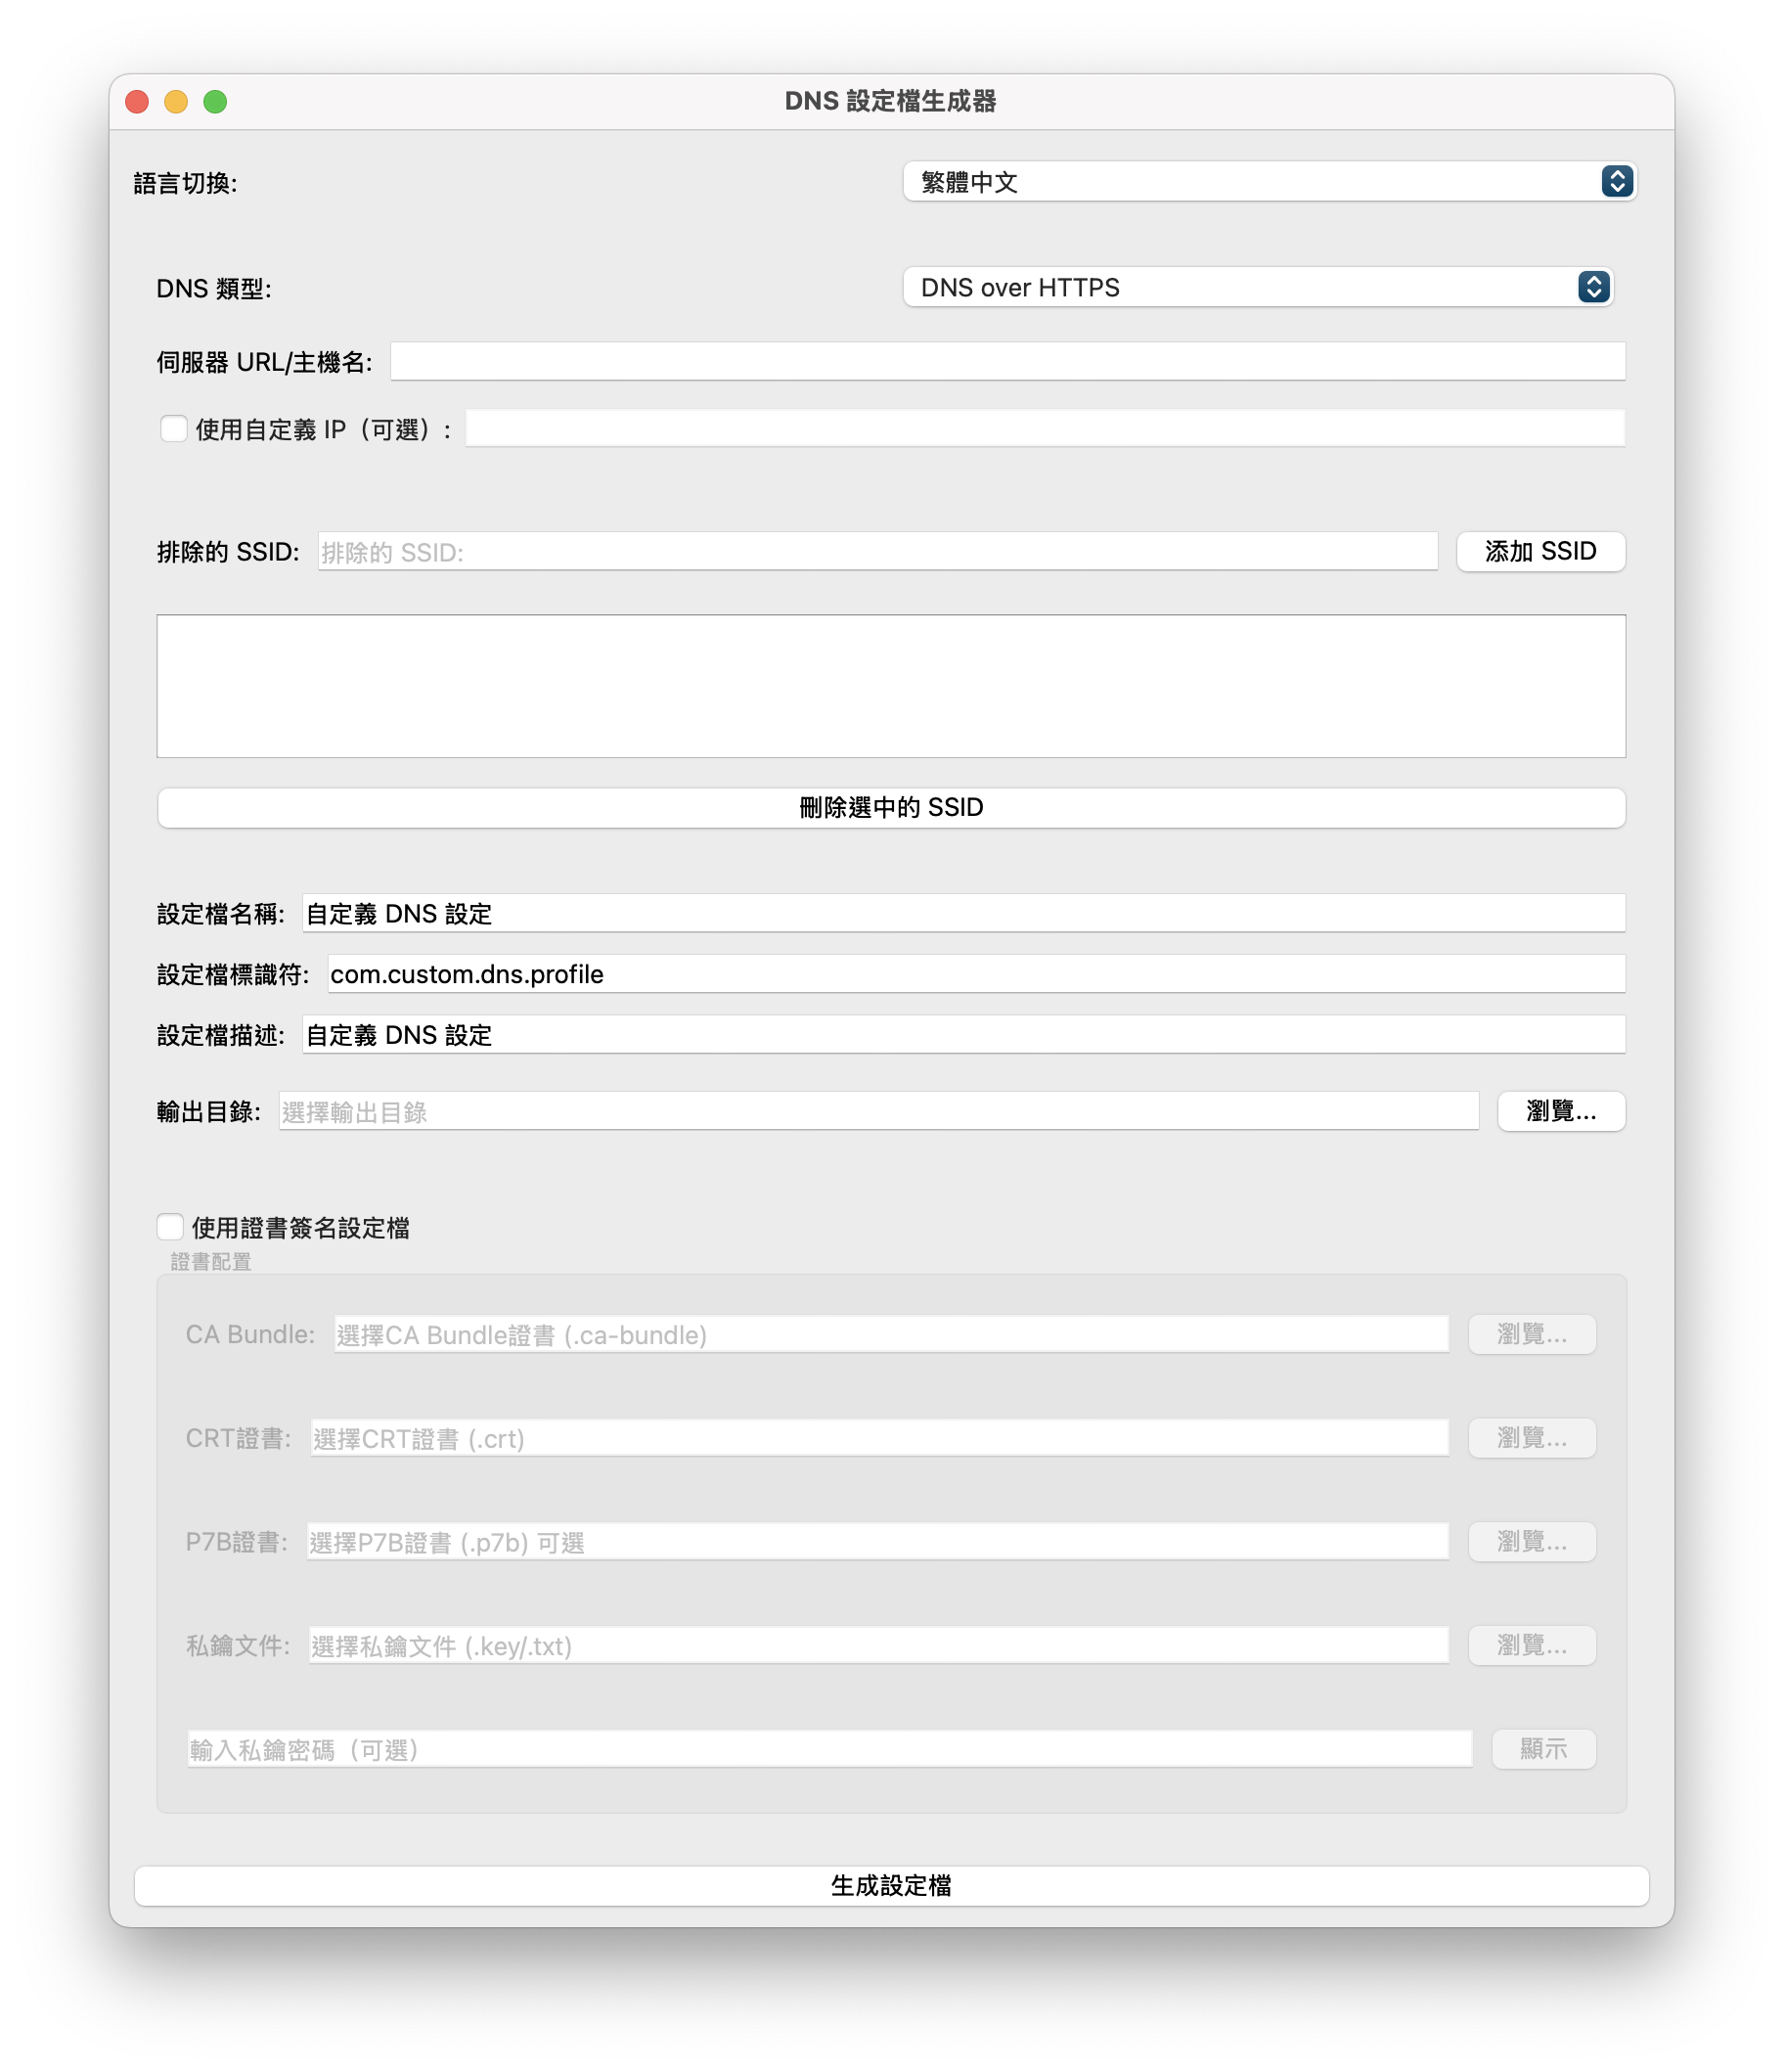 DNS 設定檔生成器
語言切換: 繁體中文
DNS 類型: DNS over HTTPS
伺服器 URL/主機名:
使用自定義 IP（可選）:
排除的 SSID: 排除的 SSID: 添加 SSID
刪除選中的 SSID
設定檔名稱: 自定義 DNS 設定
設定檔標識符: com.custom.dns.profile
設定檔描述: 自定義 DNS 設定
輸出目錄: 選擇輸出目錄 瀏覽...
使用證書簽名設定檔
證書配置
CA Bundle: 選擇CA Bundle證書 (.ca-bundle) 瀏覽...
CRT證書: 選擇CRT證書 (.crt) 瀏覽...
P7B證書: 選擇P7B證書 (.p7b) 可選 瀏覽...
私鑰文件: 選擇私鑰文件 (.key/.txt) 瀏覽...
輸入私鑰密碼（可選） 顯示
生成設定檔